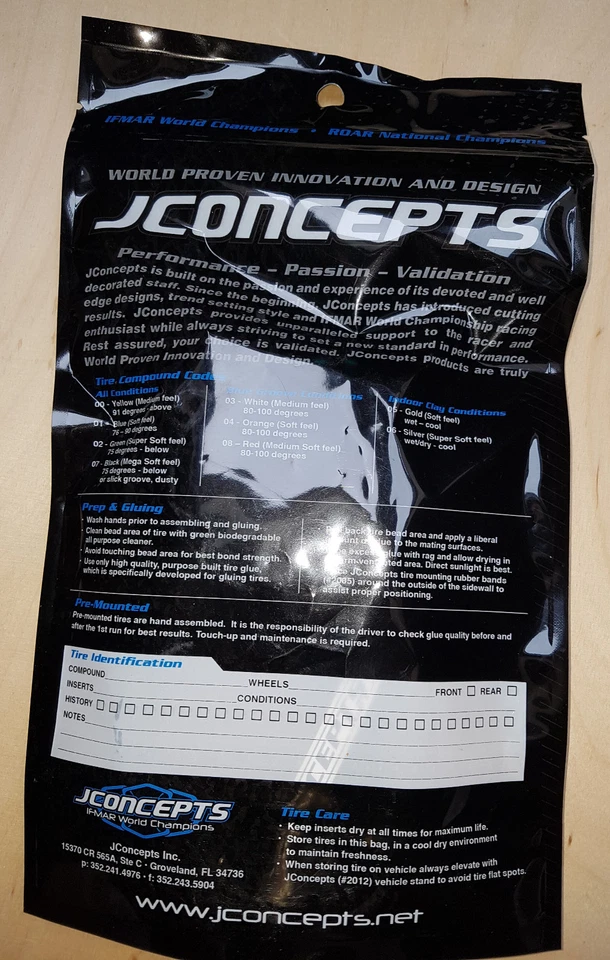 IFMAR World Champions • ROAR National Champions
WORLD PROVEN INNOVATION AND DESIGN
JCONCEPTS
Performance – Passion – Validation
JConcepts is built on the passion and experience of its devoted and well
decorated staff. Since the beginning, JConcepts has introduced cutting
edge designs, trend setting style and IFMAR World Championship racing
results. JConcepts provides unparalleled support to the racer and
enthusiast while always striving to set a new standard in performance.
Rest assured, your choice is validated. JConcepts products are truly
World Proven Innovation and Design.
Tire Compound Codes
All Conditions
00 - Yellow (Medium feel)
91 degrees - above
01 - Blue (Soft feel)
76 – 90 degrees
02 - Green (Super Soft feel)
75 degrees - below
07 - Black (Mega Soft feel)
75 degrees - below
or slick groove, dusty
Conditions
03 - White (Medium feel)
80-100 degrees
04 - Orange (Soft feel)
80-100 degrees
08 – Red (Medium Soft feel)
80-100 degrees
Indoor Clay Conditions
05 - Gold (Soft feel)
wet – cool
06 - Silver (Super Soft feel)
wet/dry - cool
Prep & Gluing
• Wash hands prior to assembling and gluing.
• Clean bead area of tire with green biodegradable
all purpose cleaner.
• Avoid touching bead area for best bond strength.
• Use only high quality, purpose built tire glue,
which is specifically developed for gluing tires.
back tire bead area and apply a liberal
glue to the mating surfaces.
glue with rag and allow drying in
area. Direct sunlight is best.
JConcepts tire mounting rubber bands
(#2005) around the outside of the sidewall to
assist proper positioning.
Pre-Mounted
Pre-mounted tires are hand assembled. It is the responsibility of the driver to check glue quality before and
after the 1st run for best results. Touch-up and maintenance is required.
Tire Identification
COMPOUND WHEELS FRONT REAR
INSERTS CONDITIONS
HISTORY
NOTES
JCONCEPTS
IFMAR World Champions
JConcepts Inc.
15370 CR 565A, Ste C • Groveland, FL 34736
p: 352.241.4976 • f: 352.243.5904
Tire Care
• Keep inserts dry at all times for maximum life.
• Store tires in this bag, in a cool dry environment
to maintain freshness.
• When storing tire on vehicle always elevate with
JConcepts (#2012) vehicle stand to avoid tire flat spots.
www.jconcepts.net